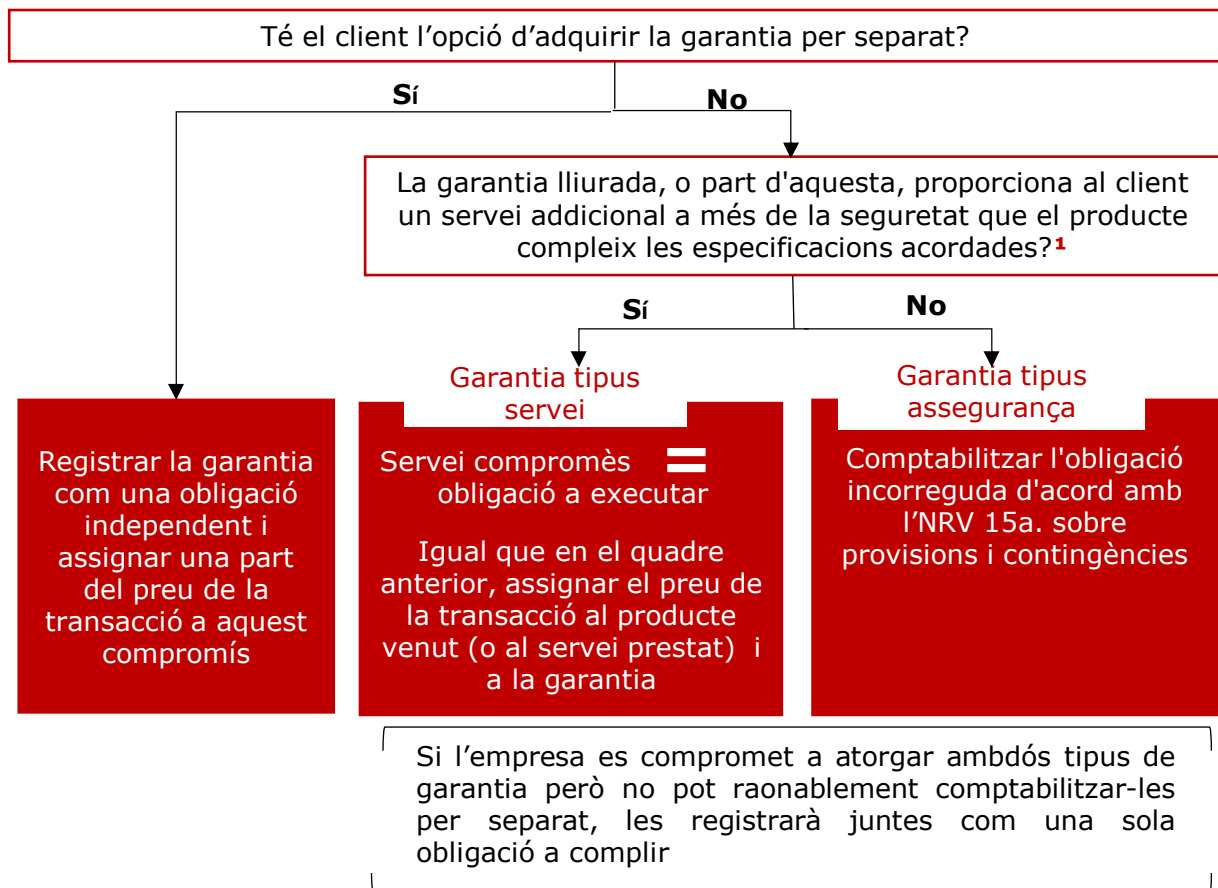 Té el client l’opció d’adquirir la garantia per separat?
Sí
No
La garantia lliurada, o part d'aquesta, proporciona al client
un servei addicional a més de la seguretat que el producte
compleix les especificacions acordades?¹
Sí
No
Garantia tipus
servei
Garantia tipus
assegurança
Registrar la garantia
com una obligació
independent i
assignar una part
del preu de la
transacció a aquest
compromís
Servei compromès =
obligació a executar
Igual que en el quadre
anterior, assignar el preu de
la transacció al producte
venut (o al servei prestat) i
a la garantia
Comptabilitzar l'obligació
incorreguda d'acord amb
l’NRV 15a. sobre
provisions i contingències
Si l’empresa es compromet a atorgar ambdós tipus de
garantia però no pot raonablement comptabilitzar-les
per separat, les registrarà juntes com una sola
obligació a complir